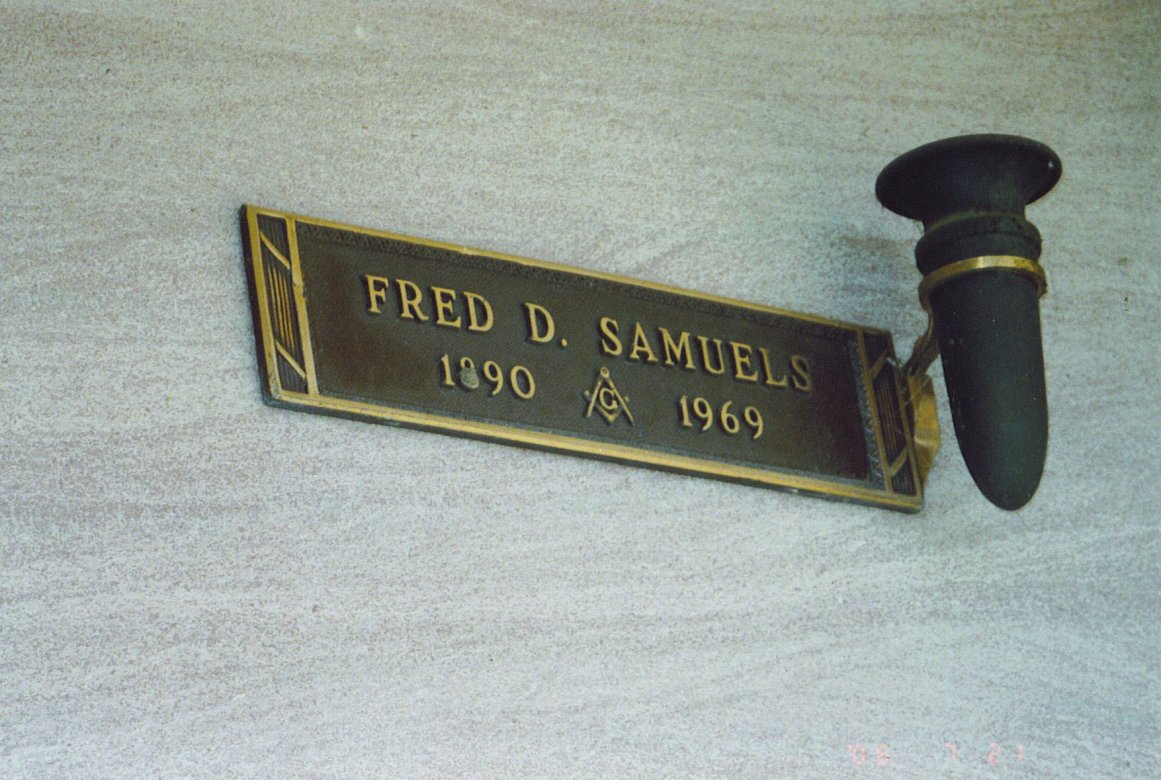 FRED D. SAMUELS
1890 G 1969